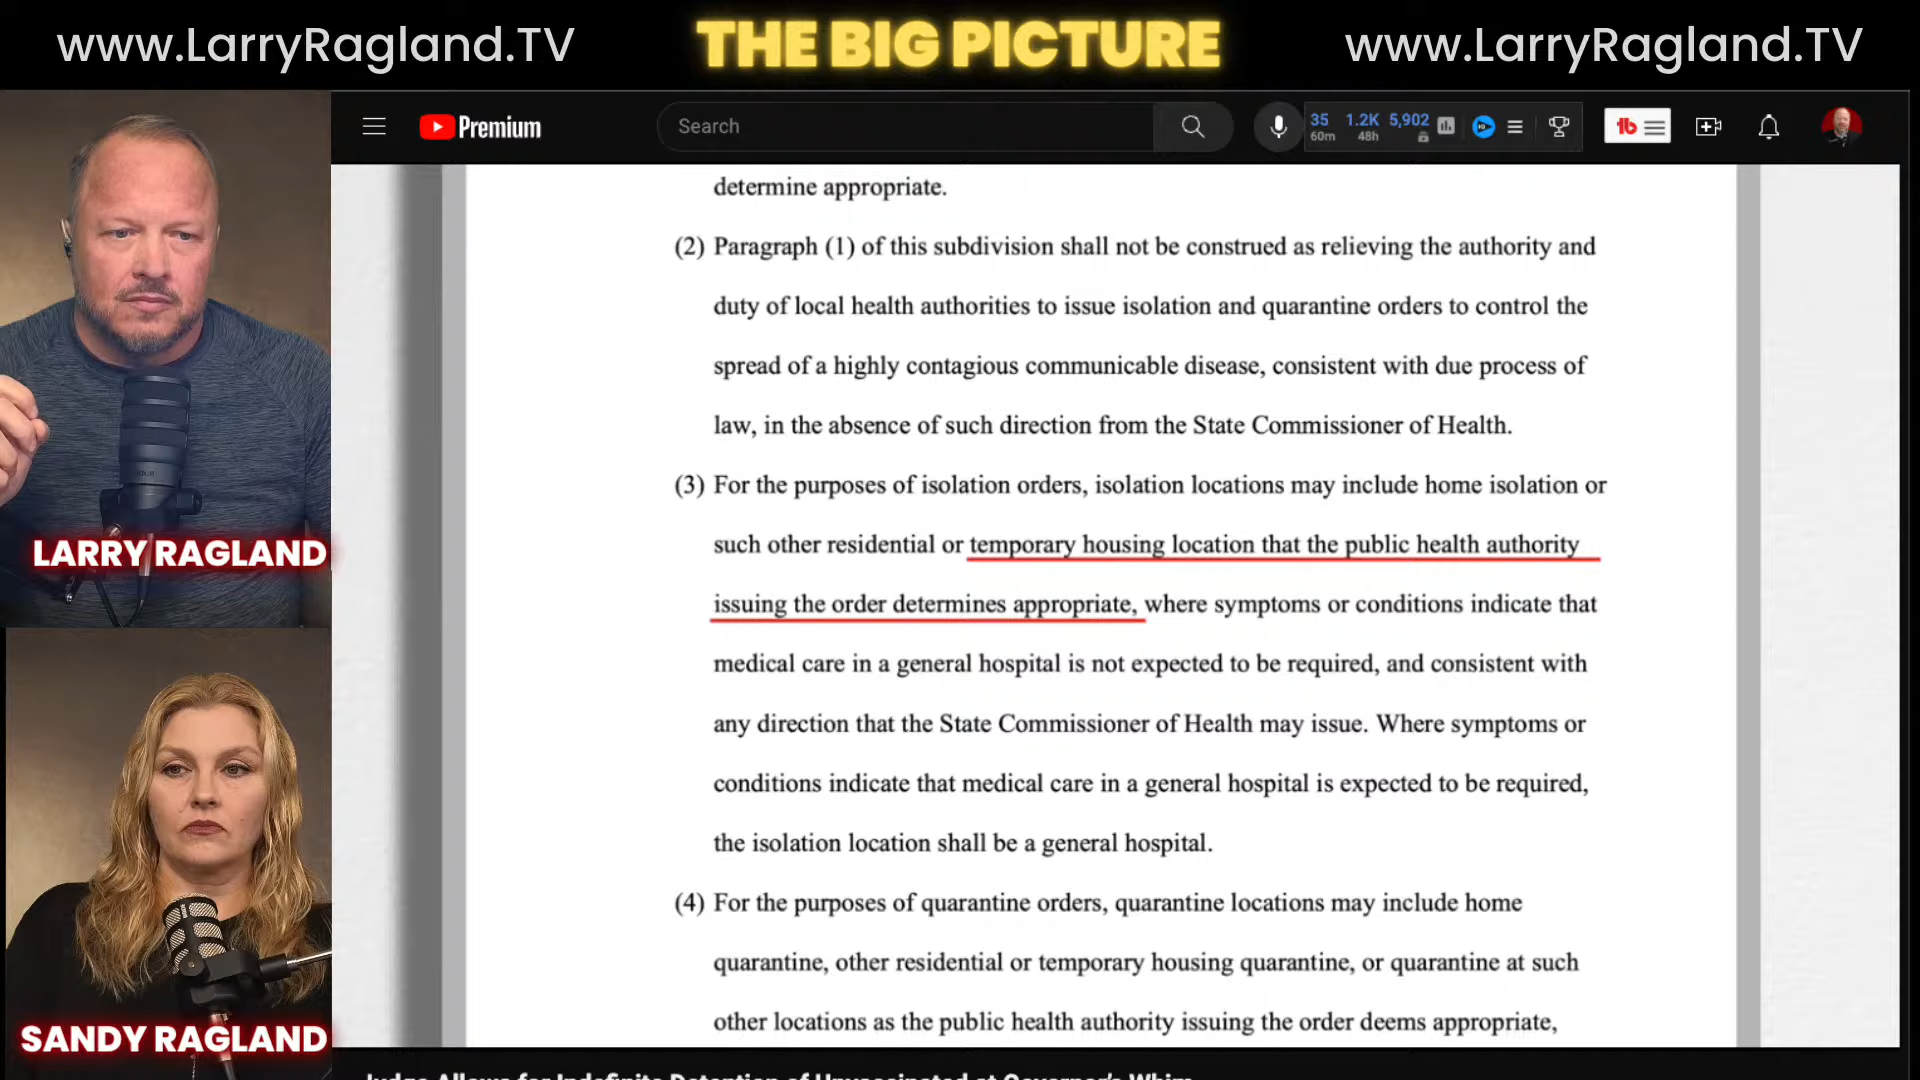 www.LarryRagland.TV
THE BIG PICTURE
www.LarryRagland.TV
Premium
Search
35 1.2K 5,902
60m 48h
determine appropriate.
(2) Paragraph (1) of this subdivision shall not be construed as relieving the authority and
duty of local health authorities to issue isolation and quarantine orders to control the
spread of a highly contagious communicable disease, consistent with due process of
law, in the absence of such direction from the State Commissioner of Health.
(3) For the purposes of isolation orders, isolation locations may include home isolation or
such other residential or temporary housing location that the public health authority
issuing the order determines appropriate, where symptoms or conditions indicate that
medical care in a general hospital is not expected to be required, and consistent with
any direction that the State Commissioner of Health may issue. Where symptoms or
conditions indicate that medical care in a general hospital is expected to be required,
the isolation location shall be a general hospital.
(4) For the purposes of quarantine orders, quarantine locations may include home
quarantine, other residential or temporary housing quarantine, or quarantine at such
other locations as the public health authority issuing the order deems appropriate,
LARRY RAGLAND
SANDY RAGLAND
Judge Allows for Indefinite Detention of Unvaccinated at Governor's Whim